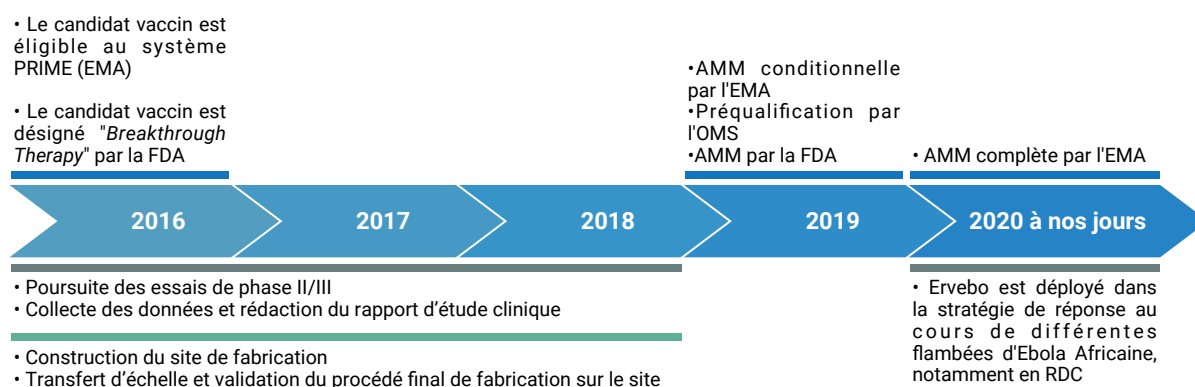 • Le candidat vaccin est
éligible au système
PRIME (EMA)
• Le candidat vaccin est
désigné "Breakthrough
Therapy" par la FDA
•AMM conditionnelle
par l'EMA
•Préqualification par
l'OMS
•AMM par la FDA
• AMM complète par l'EMA
2016
2017
2018
2019
2020 à nos jours
• Poursuite des essais de phase II/III
• Collecte des données et rédaction du rapport d'étude clinique
• Construction du site de fabrication
• Transfert d'échelle et validation du procédé final de fabrication sur le site
• Ervebo est déployé dans
la stratégie de réponse au
cours de différentes
flambées d'Ebola Africaine,
notamment en RDC